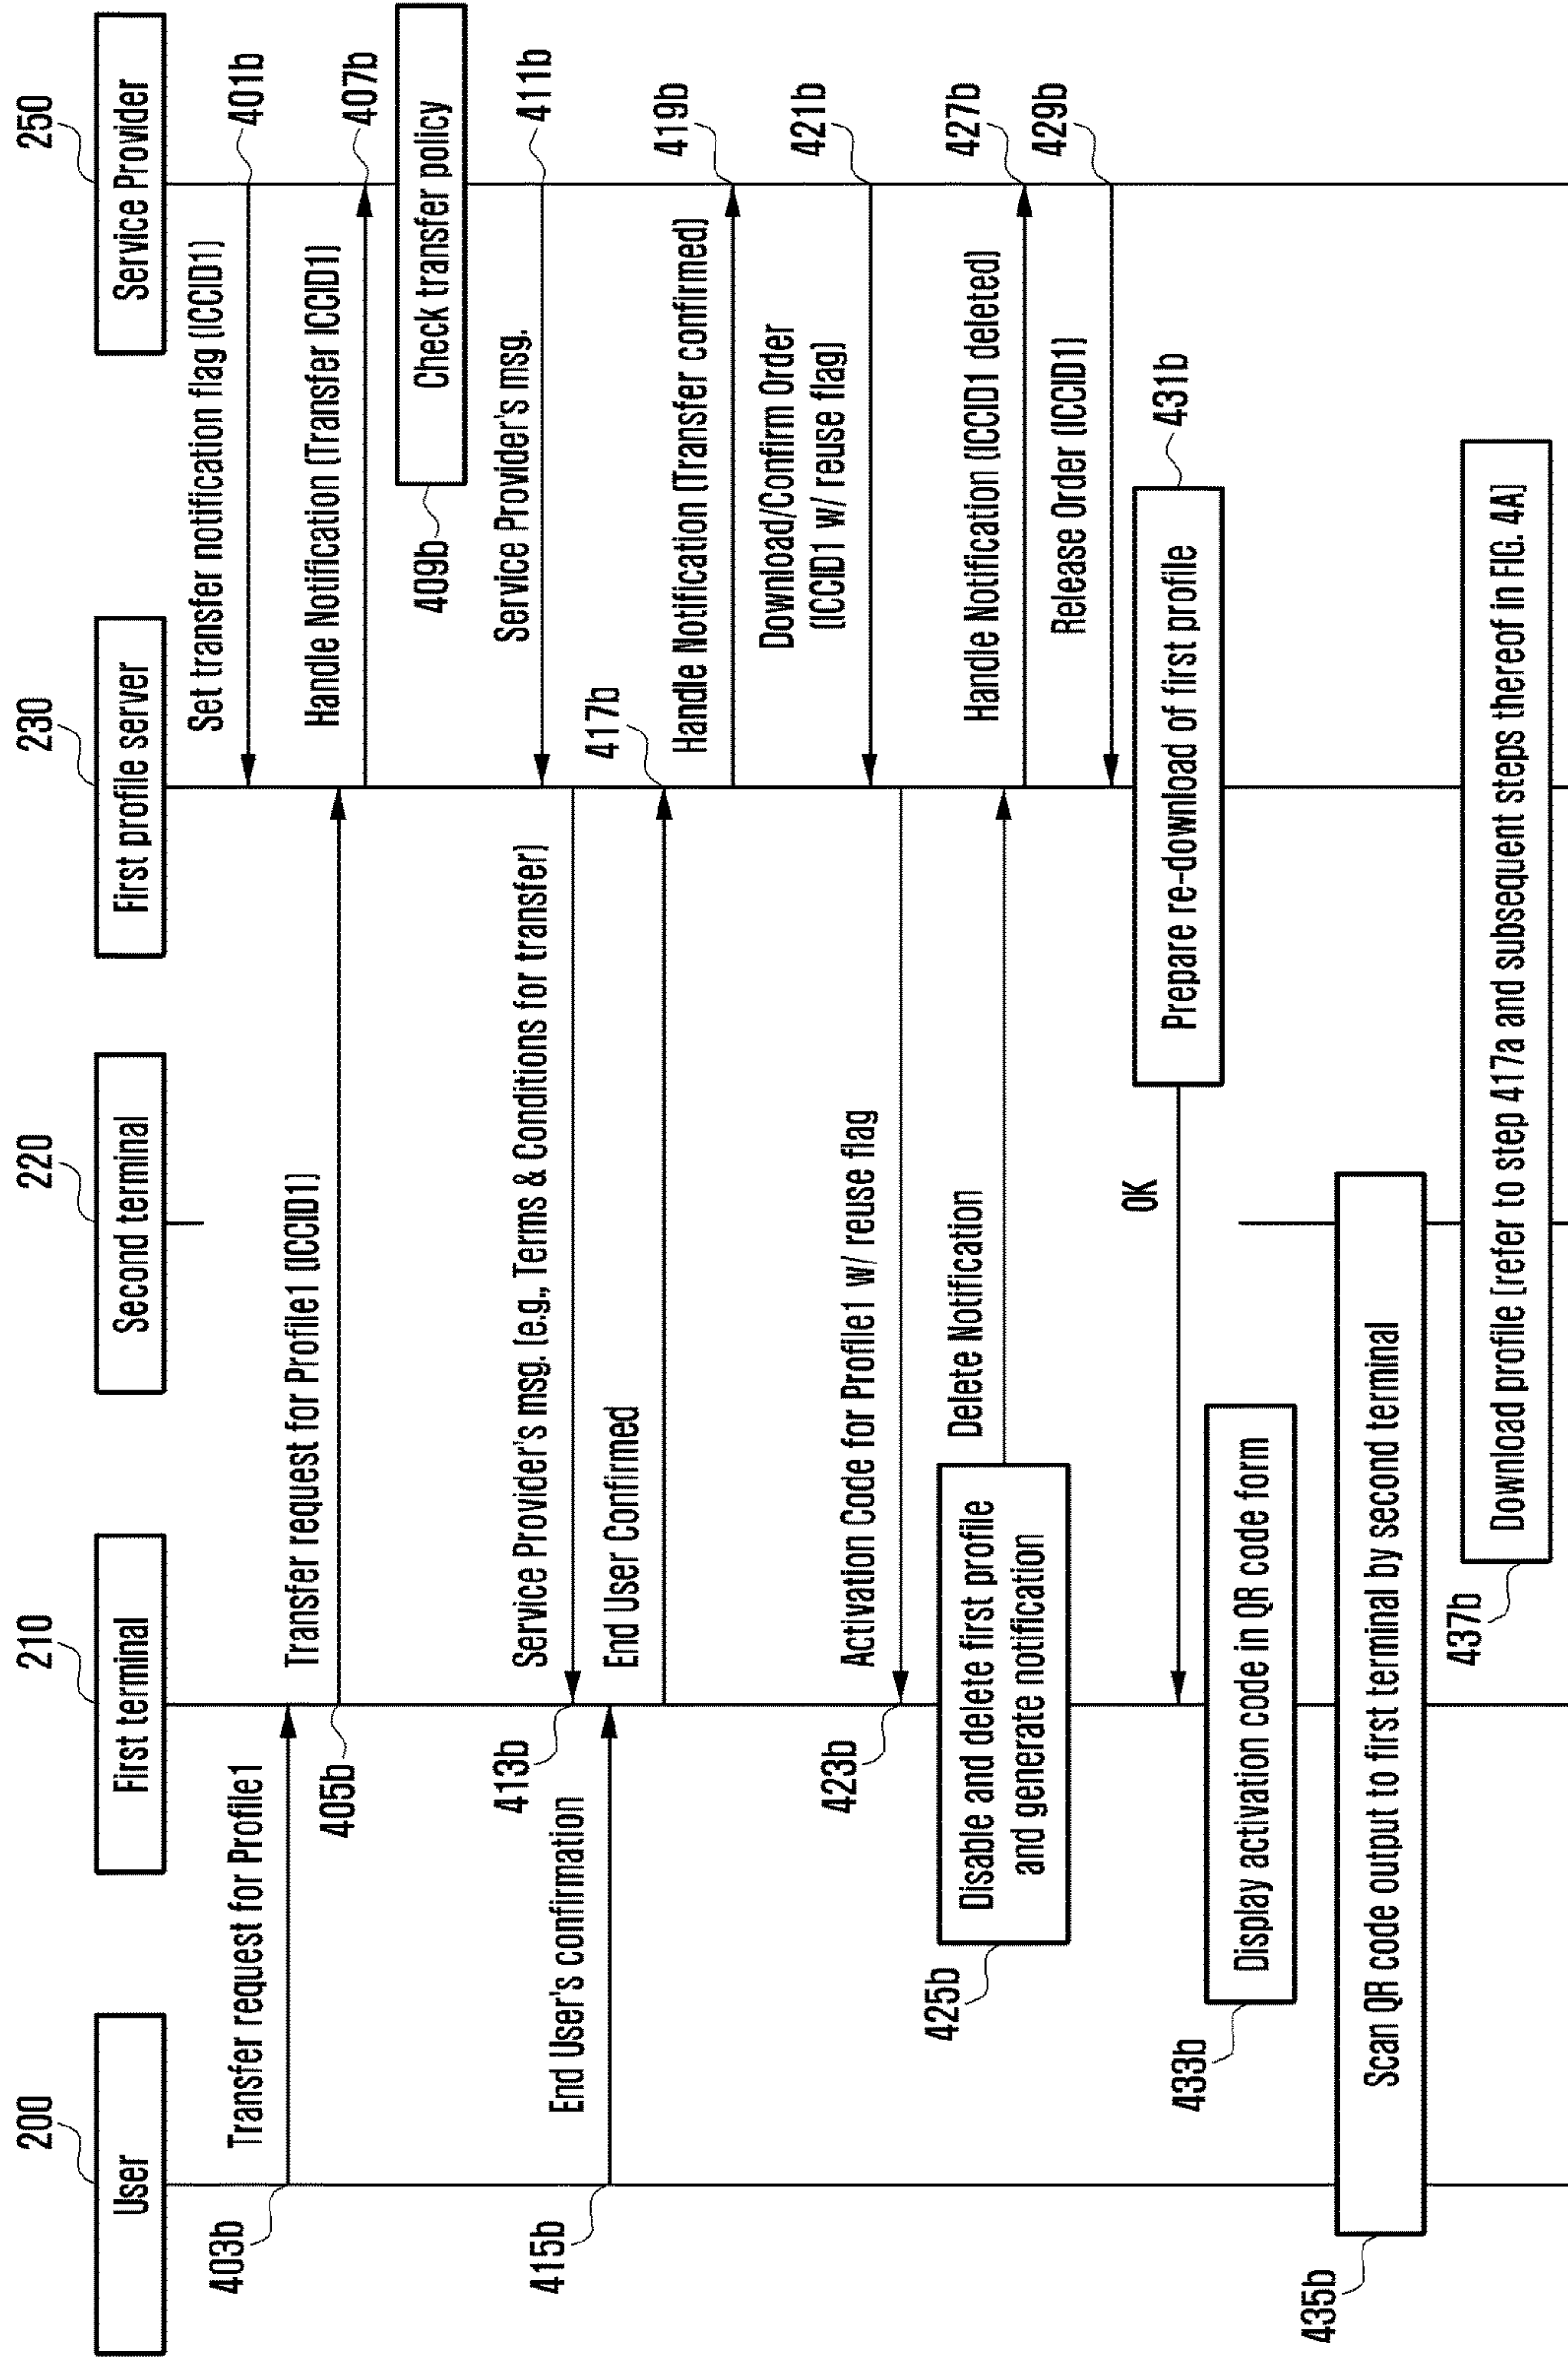 200
210
220
230
250
User
First terminal
Second terminal
First profile server
Service Provider
Set transfer notification flag (ICCID1)
401b
403b
Transfer request for Profile1
Transfer request for Profile1 (ICCID1)
405b
Handle Notification (Transfer ICCID1)
407b
409b
Check transfer policy
Service Provider's msg.
411b
Service Provider's msg. (e.g., Terms & Conditions for transfer)
413b
415b
End User's confirmation
End User Confirmed
417b
Handle Notification (Transfer confirmed)
419b
Download/Confirm Order
(ICCID1 w/ reuse flag)
421b
Activation Code for Profile1 w/ reuse flag
423b
425b
Disable and delete first profile
and generate notification
Delete Notification
Handle Notification (ICCID1 deleted)
427b
Release Order (ICCID1)
429b
Prepare re-download of first profile
431b
OK
433b
Display activation code in QR code form
435b
Scan QR code output to first terminal by second terminal
437b
Download profile [refer to step 417a and subsequent steps thereof in FIG. 4A]